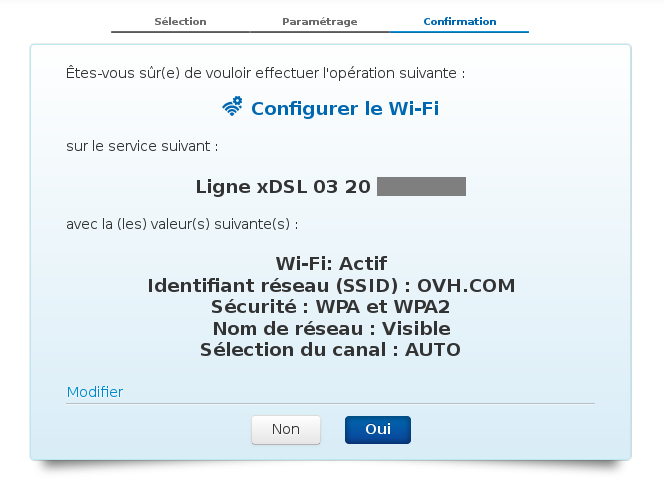 Sélection Paramétrage Confirmation
Êtes-vous sûr(e) de vouloir effectuer l'opération suivante :
Configurer le Wi-Fi
sur le service suivant :
Ligne xDSL 03 20
avec la (les) valeur(s) suivante(s) :
Wi-Fi: Actif
Identifiant réseau (SSID) : OVH.COM
Sécurité : WPA et WPA2
Nom de réseau : Visible
Sélection du canal : AUTO
Modifier
Non Oui